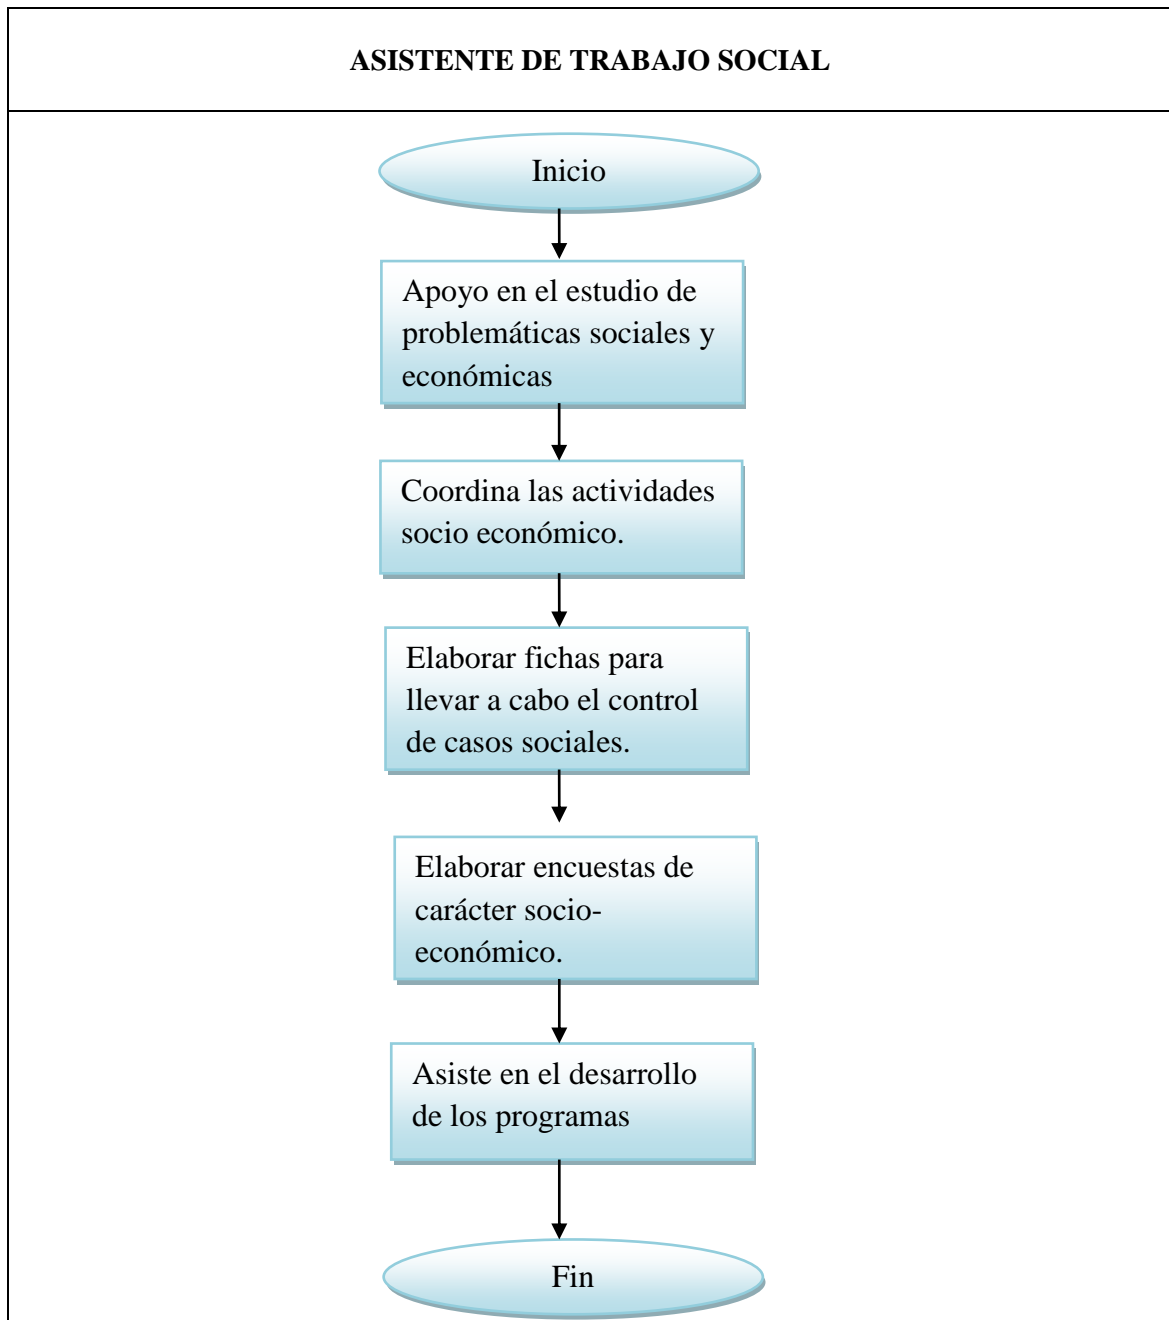 ASISTENTE DE TRABAJO SOCIAL
Inicio
Apoyo en el estudio de
problemáticas sociales y
económicas
Coordina las actividades
socio económico.
Elaborar fichas para
llevar a cabo el control
de casos sociales.
Elaborar encuestas de
carácter socio-
económico.
Asiste en el desarrollo
de los programas
Fin